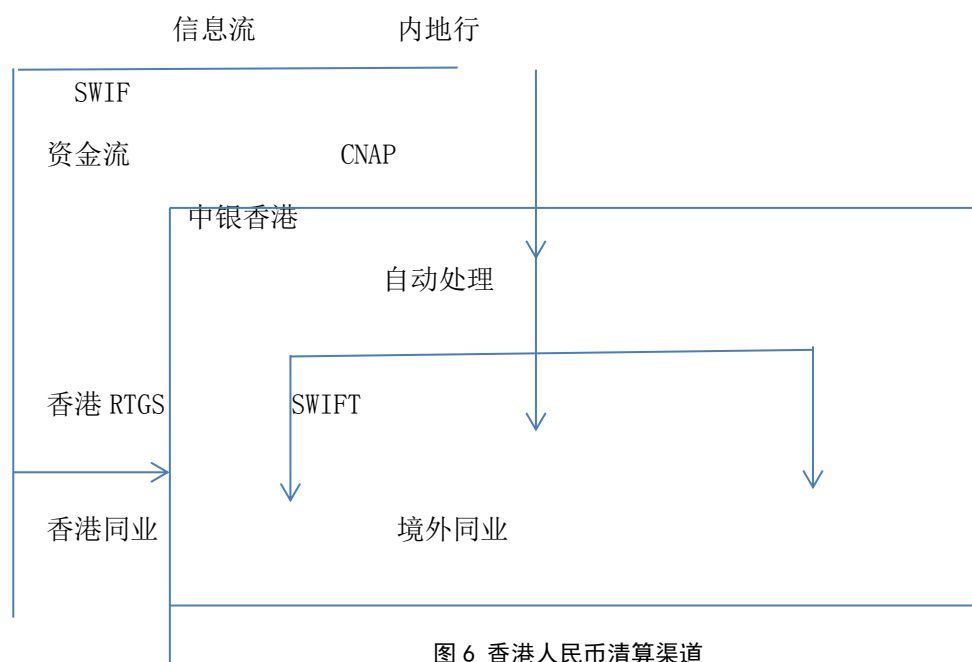 信息流 内地行
SWIF
资金流 CNAP
中银香港
自动处理
香港 RTGS SWIFT
香港同业 境外同业
图 6 香港人民币清算渠道